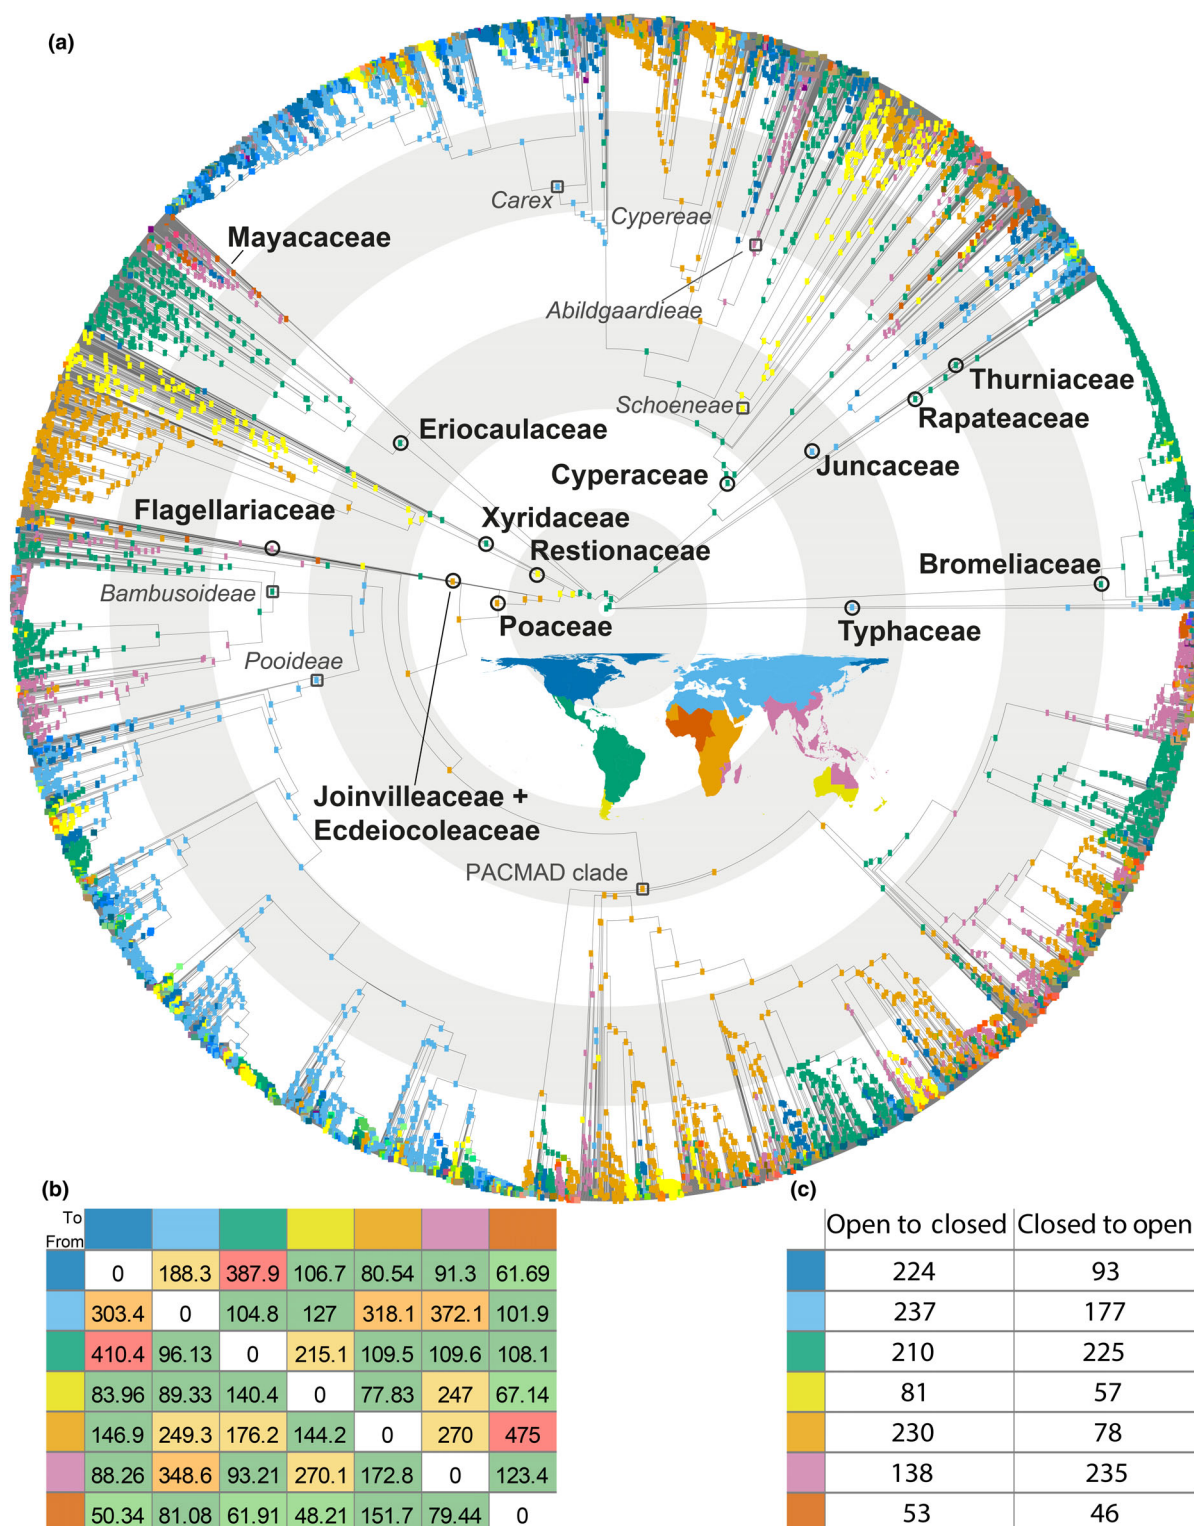 (a)
Carex
Cypereae
Mayacaceae
Abildgaardieae
Thurniaceae
Schoeneae
Rapateaceae
Eriocaulaceae
Cyperaceae
Juncaceae
Flagellariaceae
Xyridaceae
Restionaceae
Bromeliaceae
Bambusoideae
Poaceae
Typhaceae
Pooideae
Joinvilleaceae +
Ecdeiocoleaceae
PACMAD clade
(b)
To
From
0 188.3 387.9 106.7 80.54 91.3 61.69
303.4 0 104.8 127 318.1 372.1 101.9
410.4 96.13 0 215.1 109.5 109.6 108.1
83.96 89.33 140.4 0 77.83 247 67.14
146.9 249.3 176.2 144.2 0 270 475
88.26 348.6 93.21 270.1 172.8 0 123.4
50.34 81.08 61.91 48.21 151.7 79.44 0
(c)
Open to closed Closed to open
224 93
237 177
210 225
81 57
230 78
138 235
53 46